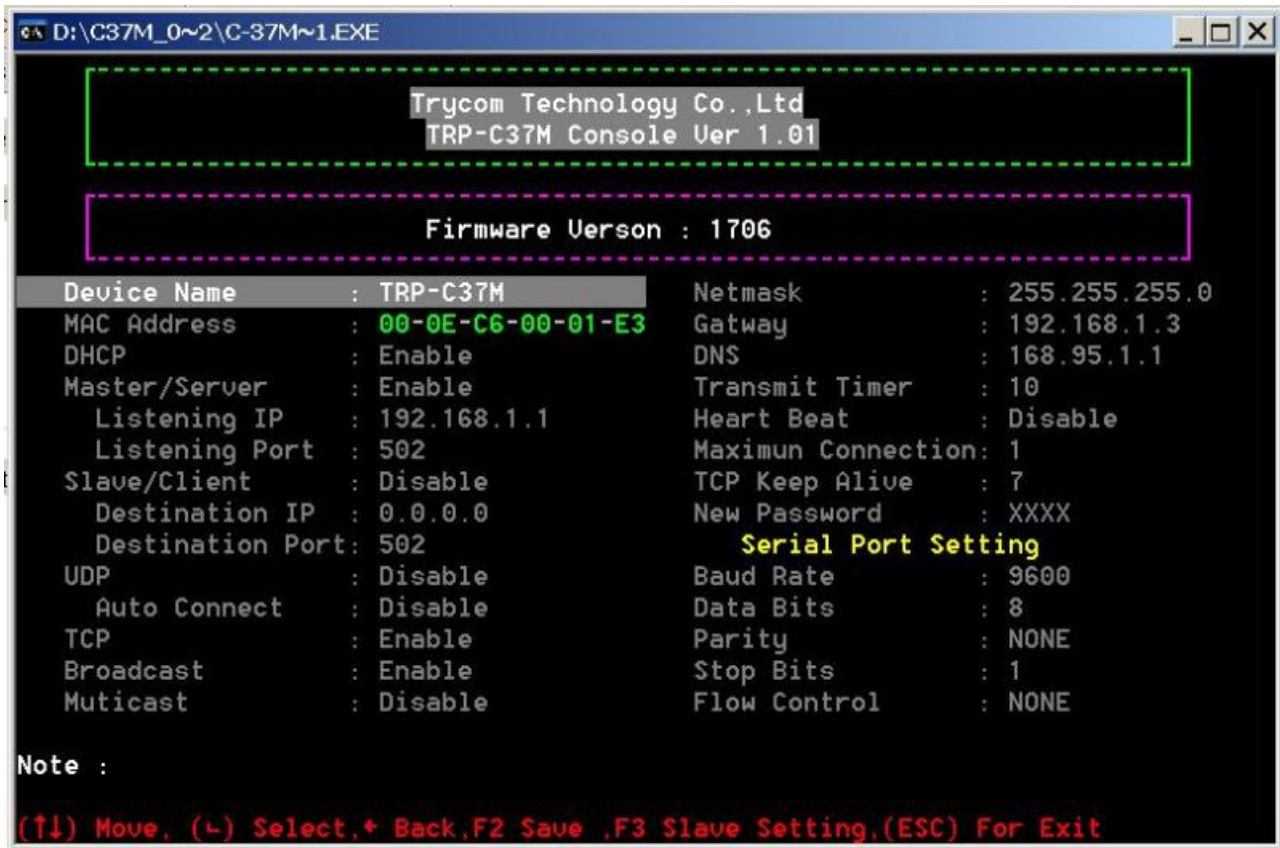 D:\C37M_0~2\C-37M~1.EXE
Trycom Technology Co.,Ltd
TRP-C37M Console Ver 1.01
Firmware Verson : 1706
Device Name : TRP-C37M
MAC Address : 00-0E-C6-00-01-E3
DHCP : Enable
Master/Server : Enable
Listening IP : 192.168.1.1
Listening Port : 502
Slave/Client : Disable
Destination IP : 0.0.0.0
Destination Port: 502
UDP : Disable
Auto Connect : Disable
TCP : Enable
Broadcast : Enable
Muticast : Disable
Netmask : 255.255.255.0
Gatway : 192.168.1.3
DNS : 168.95.1.1
Transmit Timer : 10
Heart Beat : Disable
Maximun Connection: 1
TCP Keep Alive : 7
New Password : XXXX
Serial Port Setting
Baud Rate : 9600
Data Bits : 8
Parity : NONE
Stop Bits : 1
Flow Control : NONE
Note :
(↑↓) Move, (↵) Select,← Back,F2 Save ,F3 Slave Setting,(ESC) For Exit